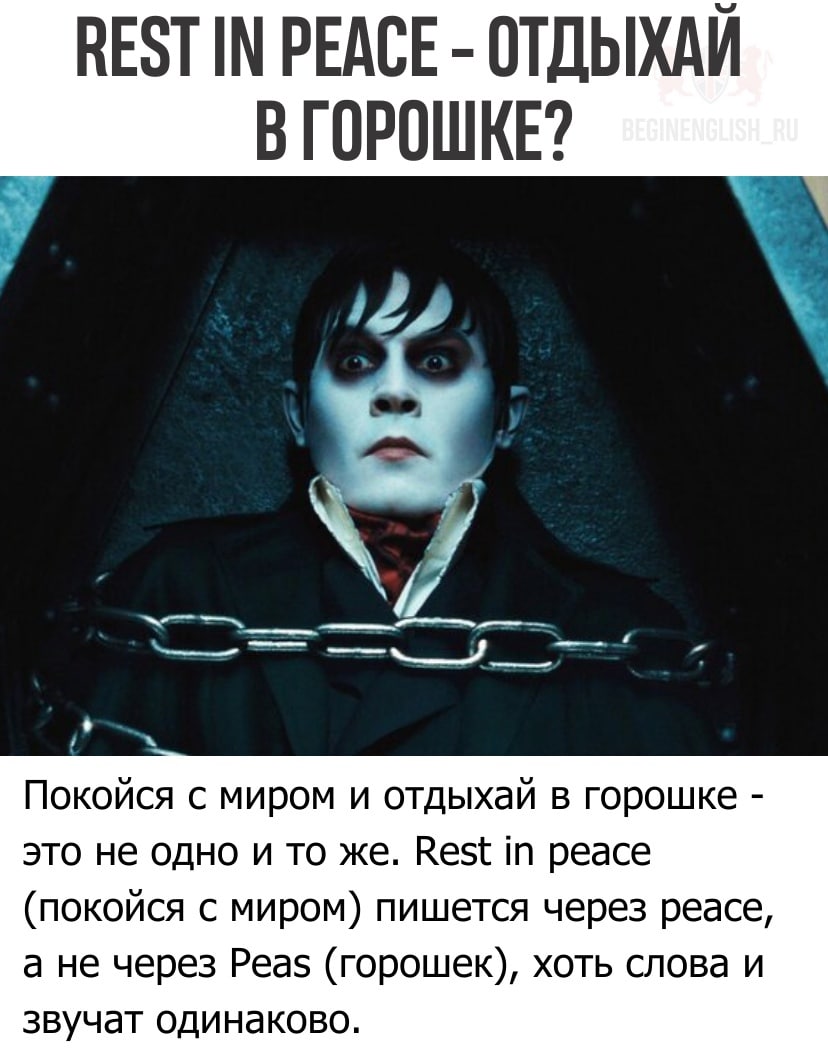 REST IN PEACE - ОТДЫХАЙ
В ГОРОШКЕ?
BEGINENGLISH_RU
Покойся с миром и отдыхай в горошке -
это не одно и то же. Rest in peace
(покойся с миром) пишется через peace,
а не через Peas (горошек), хоть слова и
звучат одинаково.